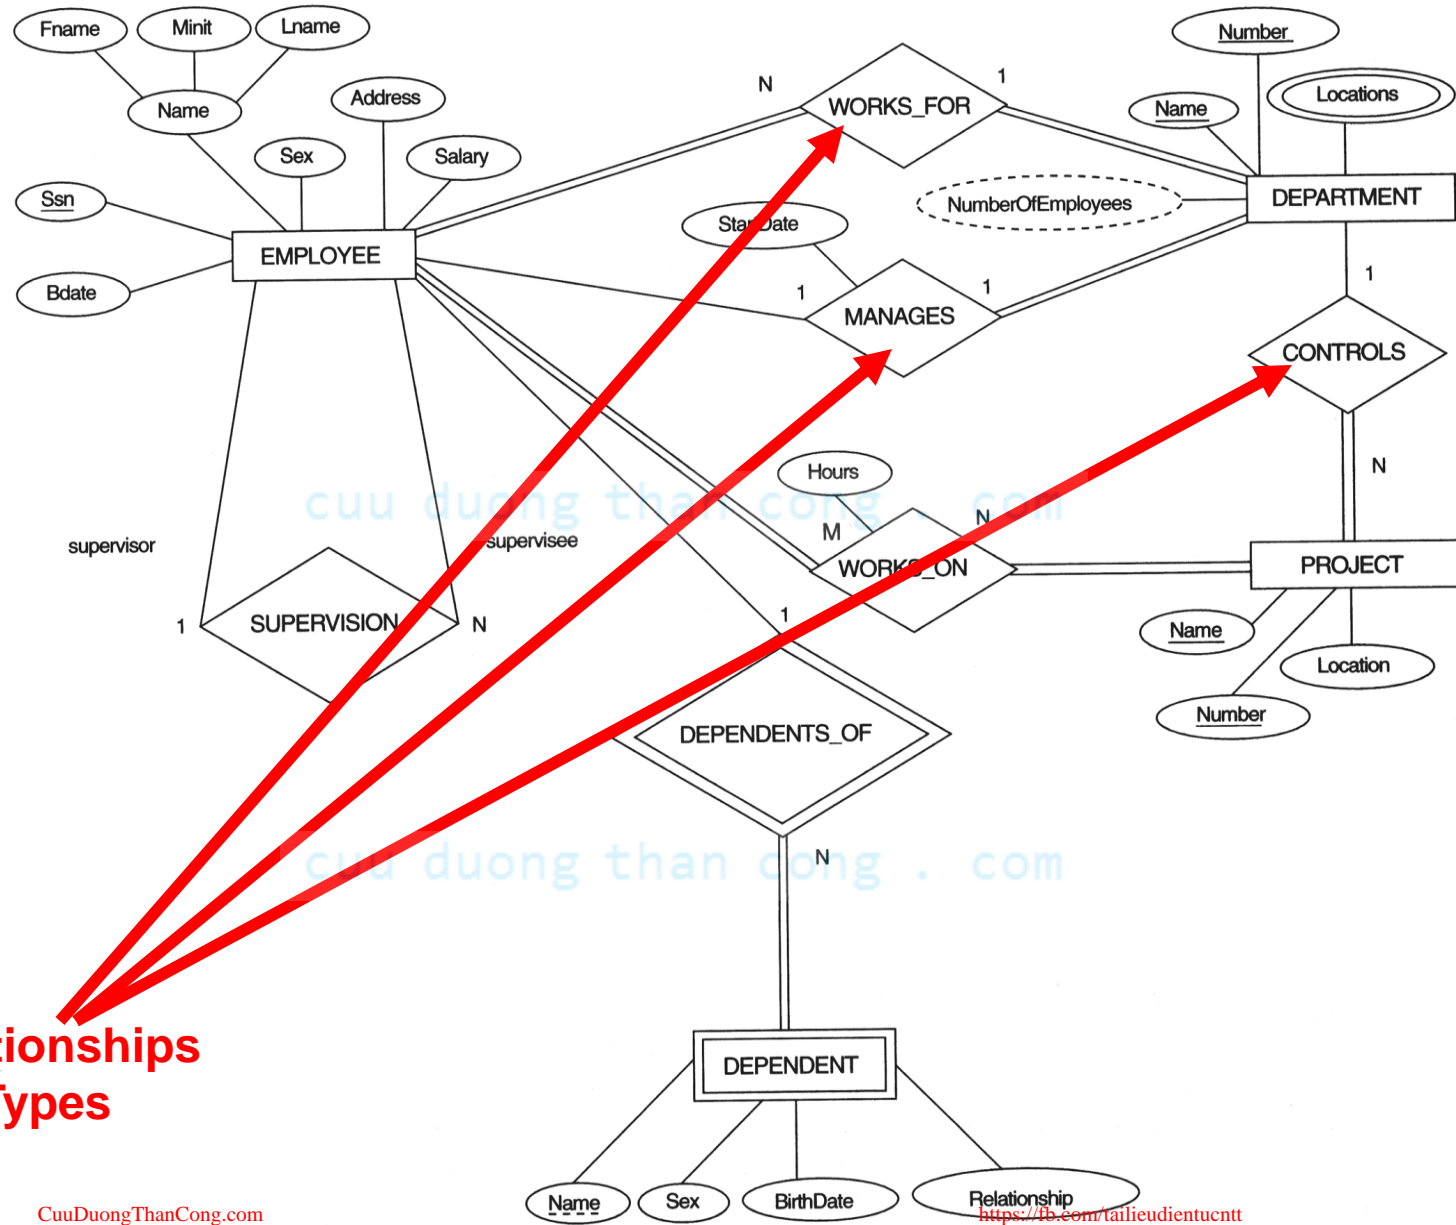 Fname
Minit
Lname
Number
Name
Address
WORKS_FOR
N
1
Locations
Name
Sex
Salary
Ssn
NumberOfEmployees
DEPARTMENT
StartDate
EMPLOYEE
Bdate
1
1
MANAGES
1
CONTROLS
N
Hours
cuu duong than cong . com
M
N
supervisor
supervisee
WORKS_ON
PROJECT
1
SUPERVISION
N
1
Name
Location
Number
DEPENDENTS_OF
N
cuu duong than cong . com
tionships
Types
DEPENDENT
Name
Sex
BirthDate
Relationship
CuuDuongThanCong.com
https://fb.com/tailieudientucntt